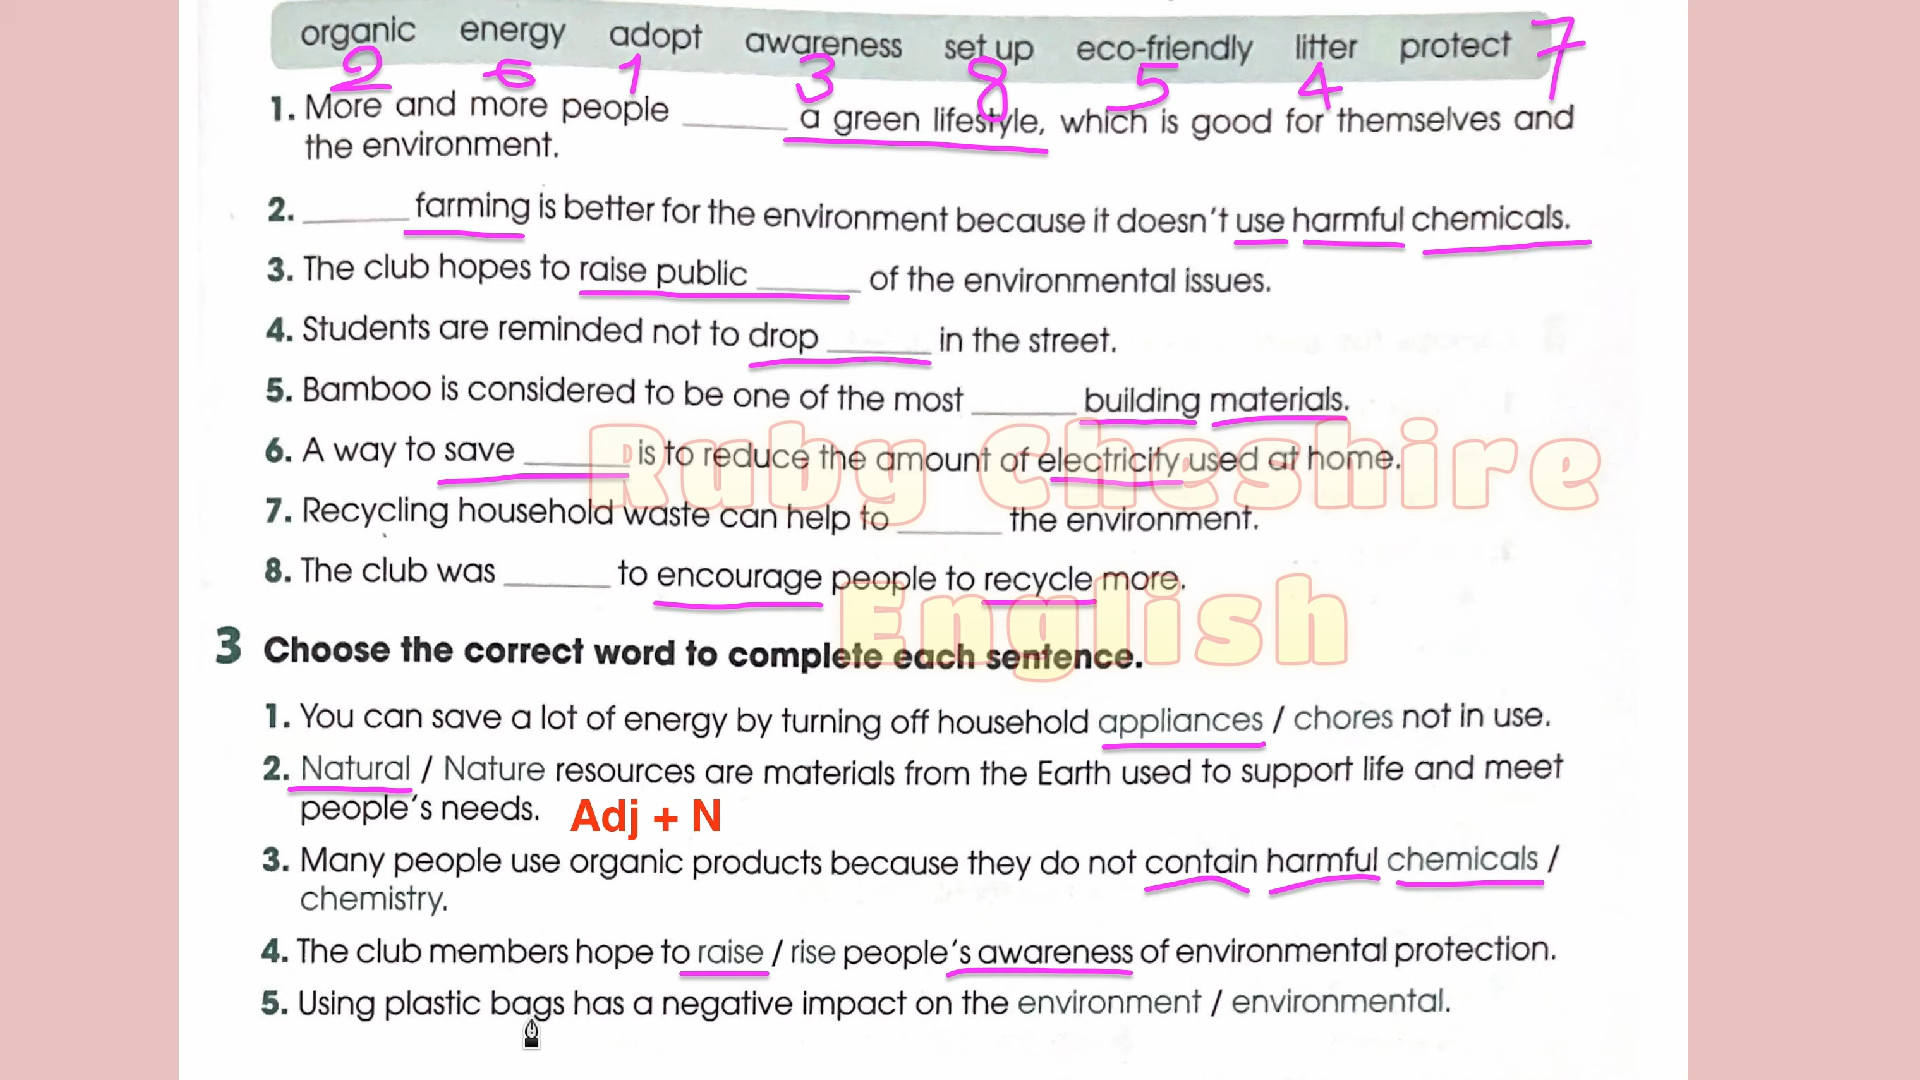 organic energy adopt awareness set up eco-friendly litter protect 7
2 6 1 3 8 5 4
1. More and more people ______ a green lifestyle, which is good for themselves and
the environment.
2. ______ farming is better for the environment because it doesn't use harmful chemicals.
3. The club hopes to raise public ______ of the environmental issues.
4. Students are reminded not to drop ______ in the street.
5. Bamboo is considered to be one of the most ______ building materials.
Ruby Cheshire
6. A way to save ______ is to reduce the amount of electricity used at home.
7. Recycling household waste can help to ______ the environment.
8. The club was ______ to encourage people to recycle more.
English
3 Choose the correct word to complete each sentence.
1. You can save a lot of energy by turning off household appliances / chores not in use.
2. Natural / Nature resources are materials from the Earth used to support life and meet
people's needs. Adj + N
3. Many people use organic products because they do not contain harmful chemicals /
chemistry.
4. The club members hope to raise / rise people's awareness of environmental protection.
5. Using plastic bags has a negative impact on the environment / environmental.